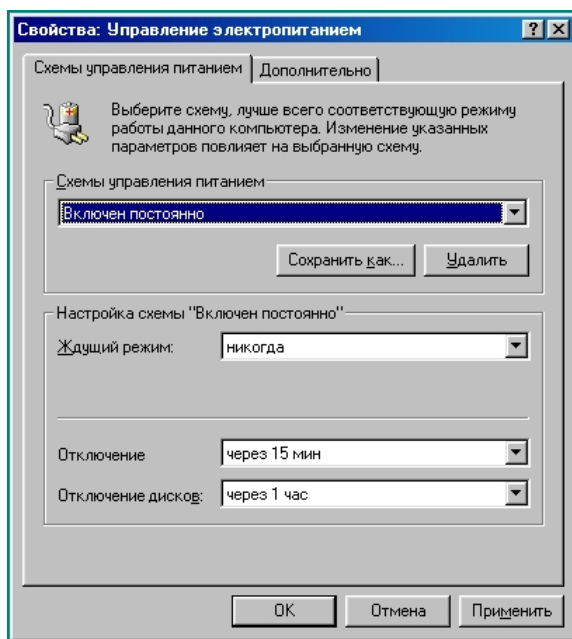 Свойства: Управление электропитанием
Схемы управления питанием Дополнительно
Выберите схему, лучше всего соответствующую режиму
работы данного компьютера. Изменение указанных
параметров повлияет на выбранную схему.
Схемы управления питанием
Включен постоянно
Сохранить как... Удалить
Настройка схемы "Включен постоянно"
Ждущий режим: никогда
Отключение через 15 мин
Отключение дисков: через 1 час
OK Отмена Применить